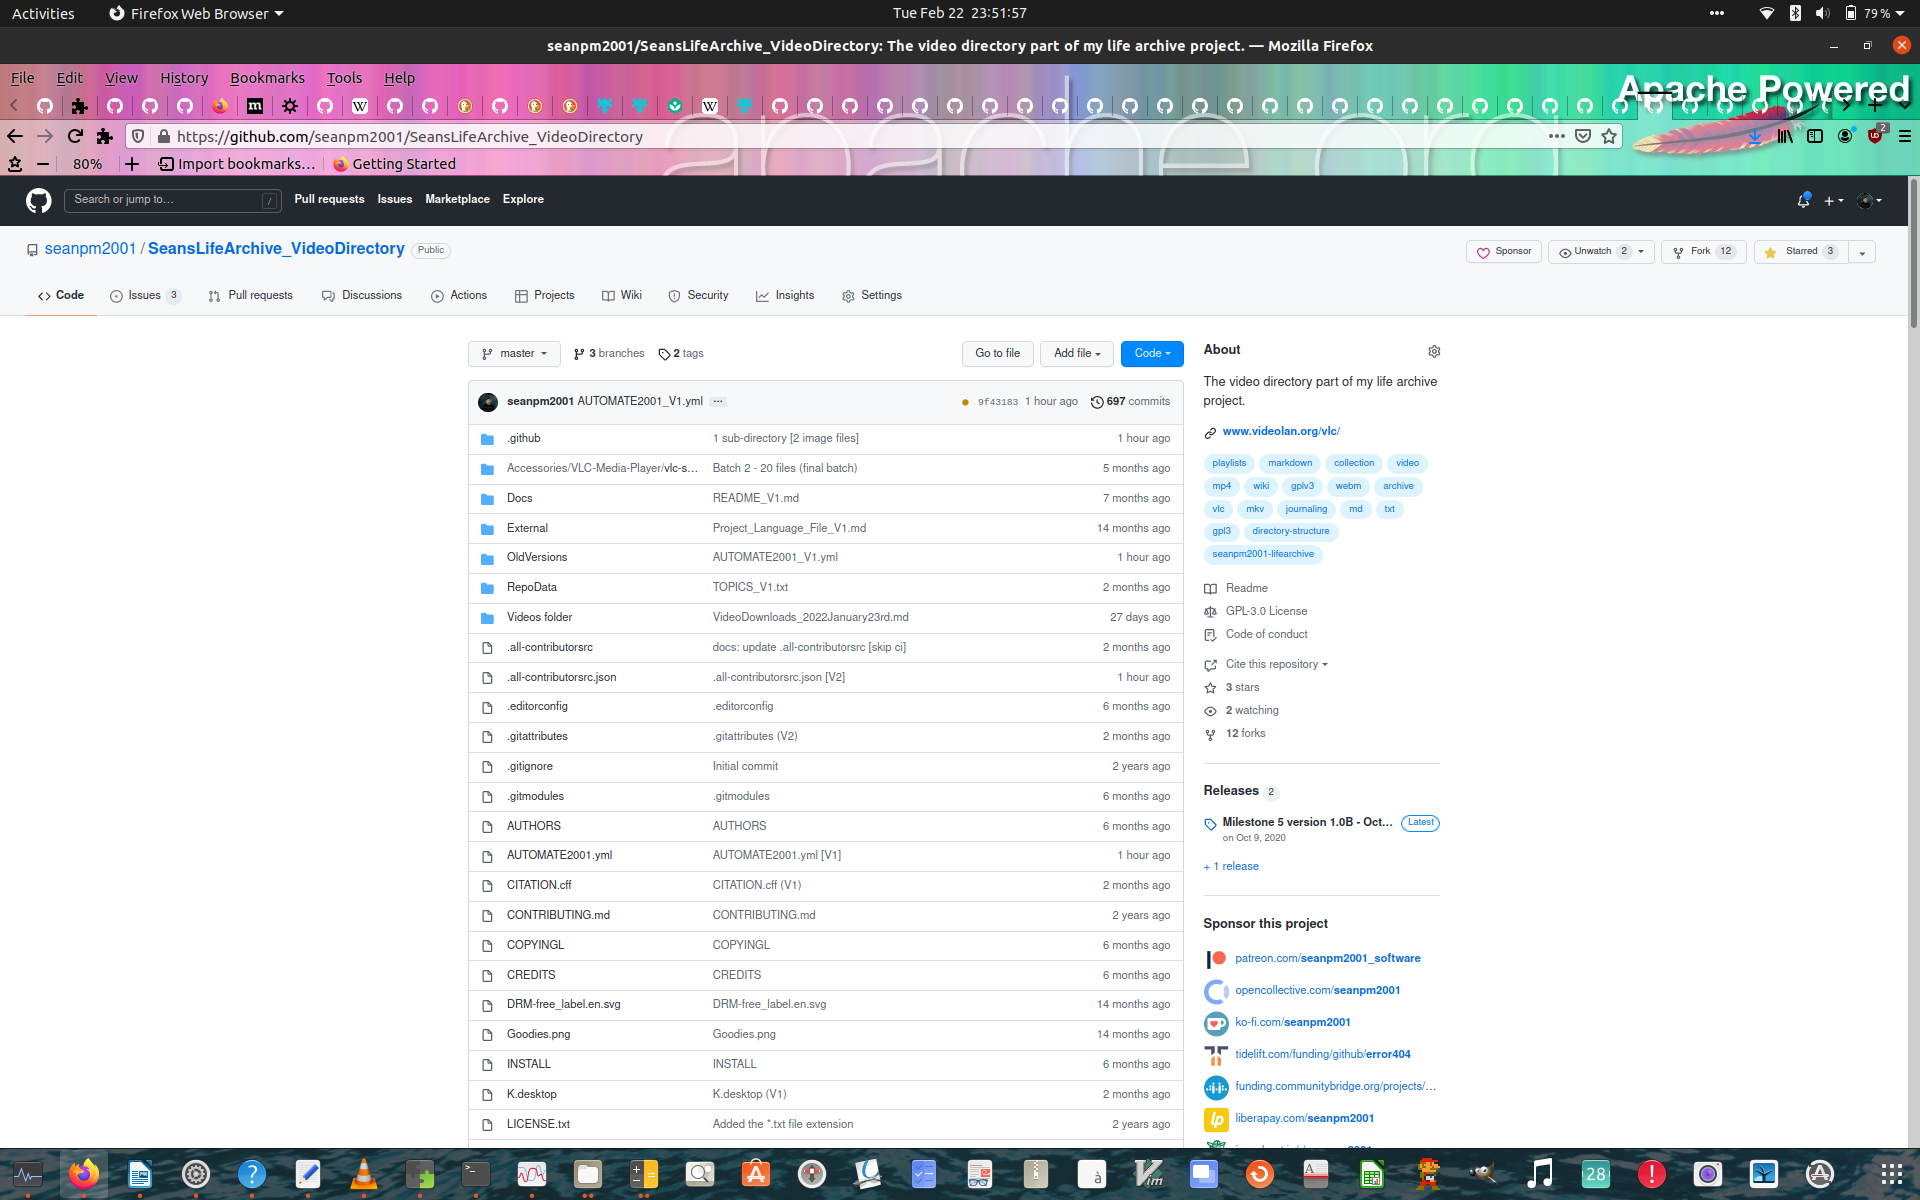 Activities Firefox Web Browser Tue Feb 22 23:51:57 79 %
seanpm2001/SeansLifeArchive_VideoDirectory: The video directory part of my life archive project. — Mozilla Firefox
File Edit View History Bookmarks Tools Help
Apache Powered
https://github.com/seanpm2001/SeansLifeArchive_VideoDirectory 2
apache.org
80% Import bookmarks... Getting Started
Search or jump to... / Pull requests Issues Marketplace Explore
seanpm2001 / SeansLifeArchive_VideoDirectory Public Sponsor Unwatch 2 Fork 12 Starred 3
Code Issues 3 Pull requests Discussions Actions Projects Wiki Security Insights Settings
master 3 branches 2 tags Go to file Add file Code
seanpm2001 AUTOMATE2001_V1.yml ... 9f43183 1 hour ago 697 commits
.github 1 sub-directory [2 image files] 1 hour ago
Accessories/VLC-Media-Player/vlc-s... Batch 2 - 20 files (final batch) 5 months ago
Docs README_V1.md 7 months ago
External Project_Language_File_V1.md 14 months ago
OldVersions AUTOMATE2001_V1.yml 1 hour ago
RepoData TOPICS_V1.txt 2 months ago
Videos folder VideoDownloads_2022January23rd.md 27 days ago
.all-contributorsrc docs: update .all-contributorsrc [skip ci] 2 months ago
.all-contributorsrc.json .all-contributorsrc.json [V2] 1 hour ago
.editorconfig .editorconfig 6 months ago
.gitattributes .gitattributes (V2) 2 months ago
.gitignore Initial commit 2 years ago
.gitmodules .gitmodules 6 months ago
AUTHORS AUTHORS 6 months ago
AUTOMATE2001.yml AUTOMATE2001.yml [V1] 1 hour ago
CITATION.cff CITATION.cff (V1) 2 months ago
CONTRIBUTING.md CONTRIBUTING.md 2 years ago
COPYINGL COPYINGL 6 months ago
CREDITS CREDITS 6 months ago
DRM-free_label.en.svg DRM-free_label.en.svg 14 months ago
Goodies.png Goodies.png 14 months ago
INSTALL INSTALL 6 months ago
K.desktop K.desktop (V1) 2 months ago
LICENSE.txt Added the *.txt file extension 2 years ago
About
The video directory part of my life archive
project.
www.videolan.org/vlc/
playlists markdown collection video
mp4 wiki gplv3 webm archive
vlc mkv journaling md txt
gpl3 directory-structure
seanpm2001-lifearchive
Readme
GPL-3.0 License
Code of conduct
Cite this repository
3 stars
2 watching
12 forks
Releases 2
Milestone 5 version 1.0B - Oct... Latest
on Oct 9, 2020
+ 1 release
Sponsor this project
patreon.com/seanpm2001_software
opencollective.com/seanpm2001
ko-fi.com/seanpm2001
tidelift.com/funding/github/error404
funding.communitybridge.org/projects/...
liberapay.com/seanpm2001
28